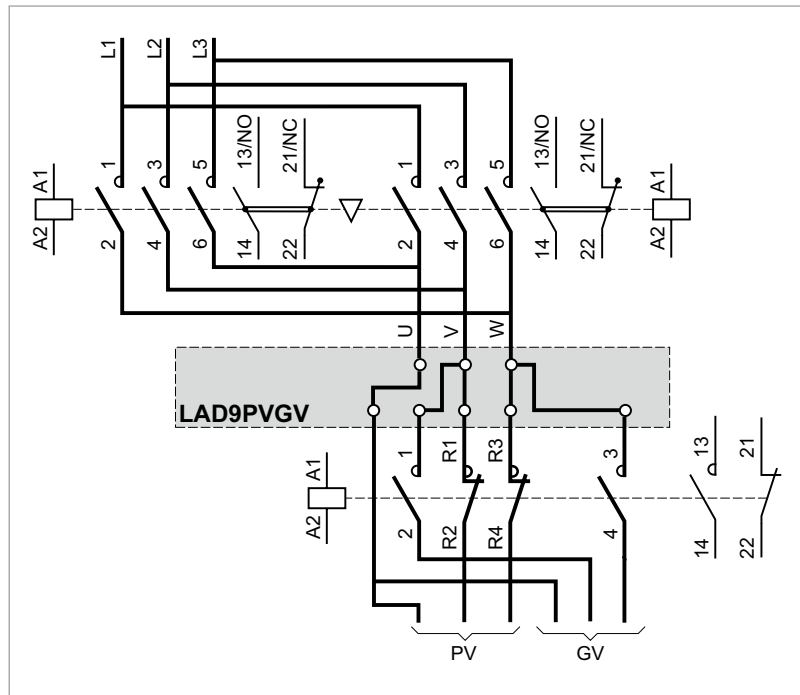 L1 L2 L3
13/NO 21/NC 13/NO 21/NC
A1 1 3 5 1 3 5 A1
A2 2 4 6 14 22 2 4 6 14 22 A2
U V W
LAD9PVGV
A1 1 R1 R3 3 13 21
A2 2 R2 R4 4 14 22
PV GV